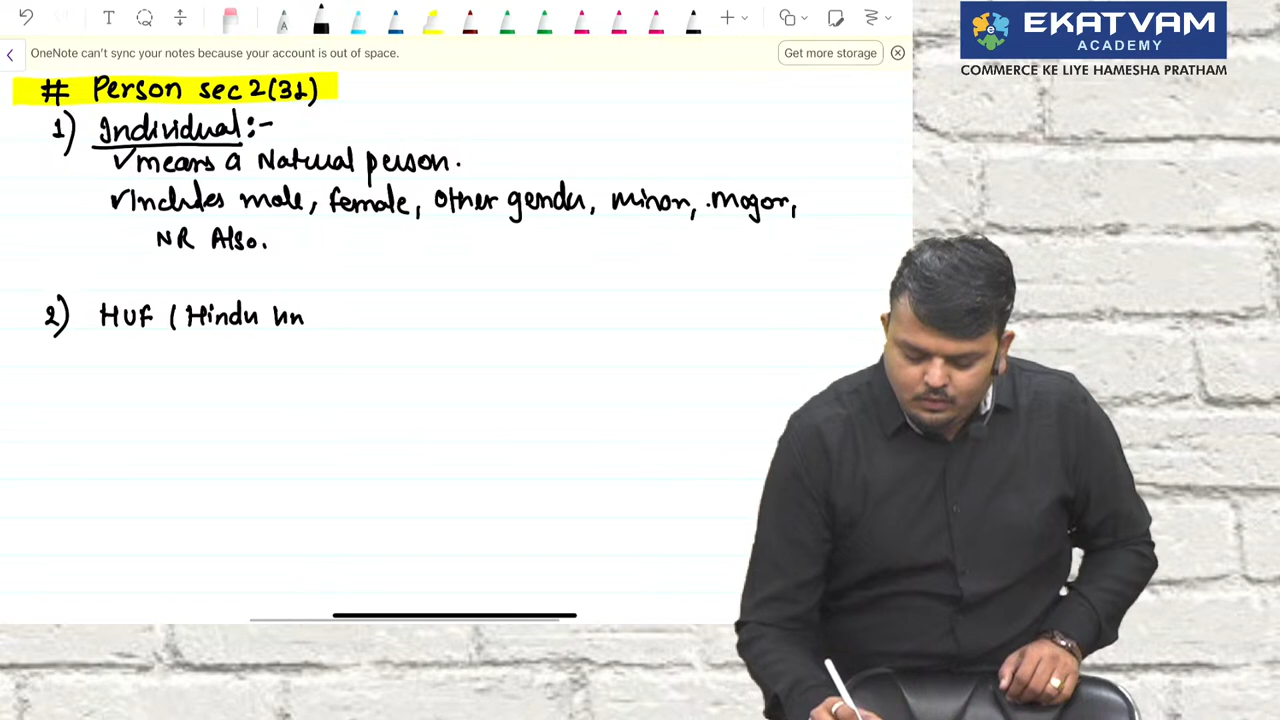 OneNote can't sync your notes because your account is out of space.
Get more storage
EKATVAM
ACADEMY
COMMERCE KE LIYE HAMESHA PRATHAM
# Person sec 2(31)
1) Individual:-
✓means a Natural person.
✓Includes male, female, other gender, minor, major,
NR Also.
2) HUF (Hindu Un